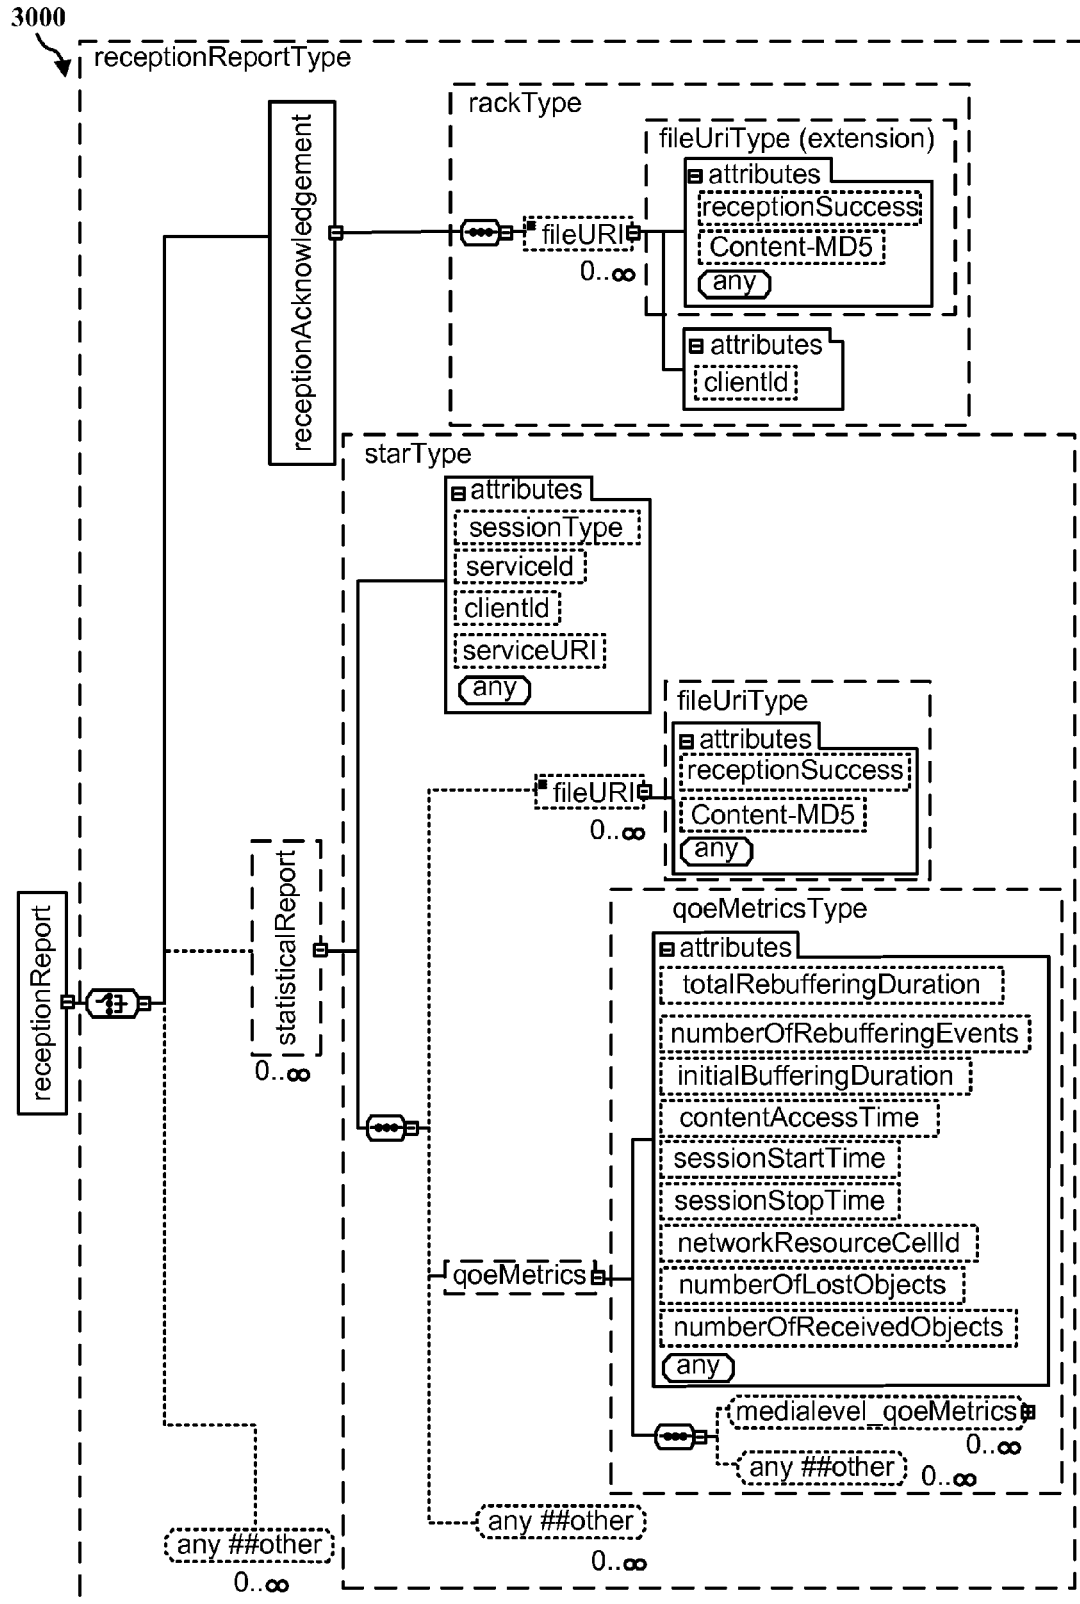 3000
receptionReportType
rackType
fileUriType (extension)
attributes
receptionSuccess
Content-MD5
any
fileURI
0..∞
attributes
clientId
receptionAcknowledgement
starType
attributes
sessionType
serviceId
clientId
serviceURI
any
fileUriType
attributes
receptionSuccess
Content-MD5
any
fileURI
0..∞
statisticalReport
0..∞
receptionReport
qoeMetricsType
attributes
totalRebufferingDuration
numberOfRebufferingEvents
initialBufferingDuration
contentAccessTime
sessionStartTime
sessionStopTime
networkResourceCellId
numberOfLostObjects
numberOfReceivedObjects
any
qoeMetrics
medialevel_qoeMetrics
0..∞
any ##other
0..∞
any ##other
0..∞
any ##other
0..∞